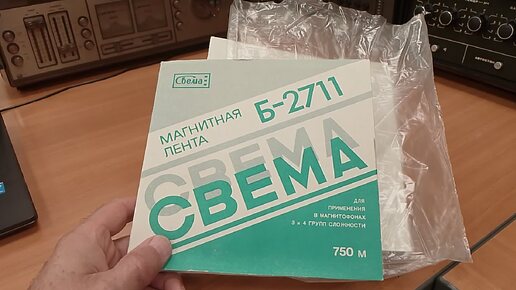 Свема
МАГНИТНАЯ
ЛЕНТА
Б-2711
СВЕМА
СВЕМА
ДЛЯ
ПРИМЕНЕНИЯ
В МАГНИТОФОНАХ
3 и 4 ГРУПП СЛОЖНОСТИ
750 м